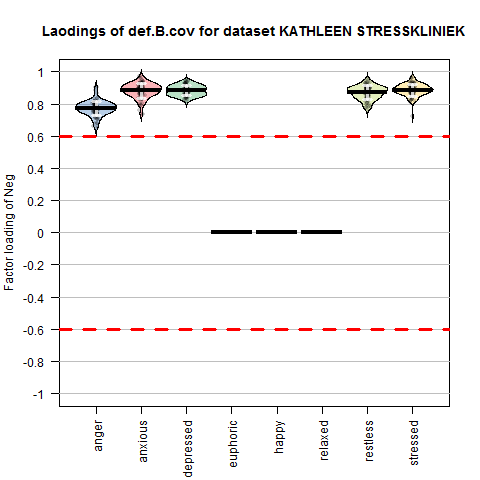 Laodings of def.B.cov for dataset KATHLEEN STRESSKLINIEK
Factor loading of Neg
1
0.8
0.6
0.4
0.2
0
-0.2
-0.4
-0.6
-0.8
-1
anger
anxious
depressed
euphoric
happy
relaxed
restless
stressed